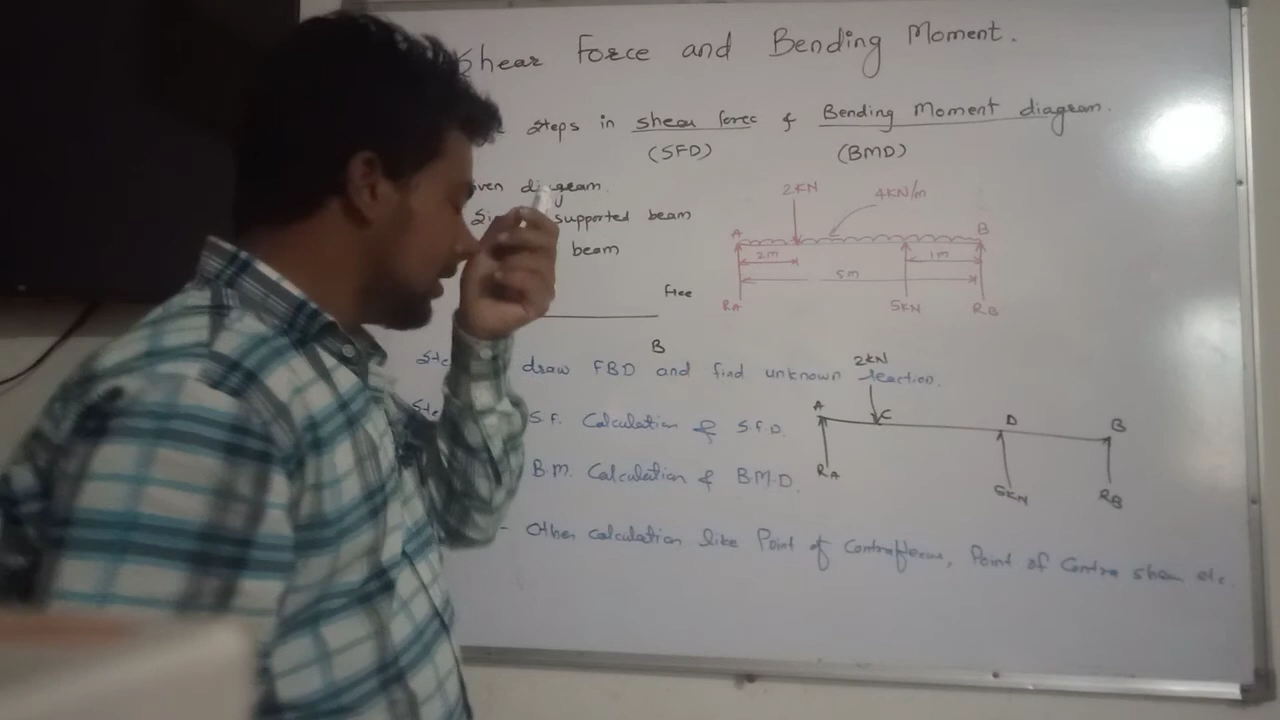 Shear Force and Bending Moment.
Steps in shear force & Bending Moment diagram.
(SFD) (BMD)
diagram.
supported beam
beam
free
B
draw FBD and find unknown reaction.
S.F. Calculation & S.F.D.
B.M. Calculation & B.M.D.
- Other calculation like Point of Contraflexure, Point of Contra shear etc.
2KN 4KN/m
A B
2m 1m
5m
RA 5KN RB
2KN
A C D B
RA 5KN RB